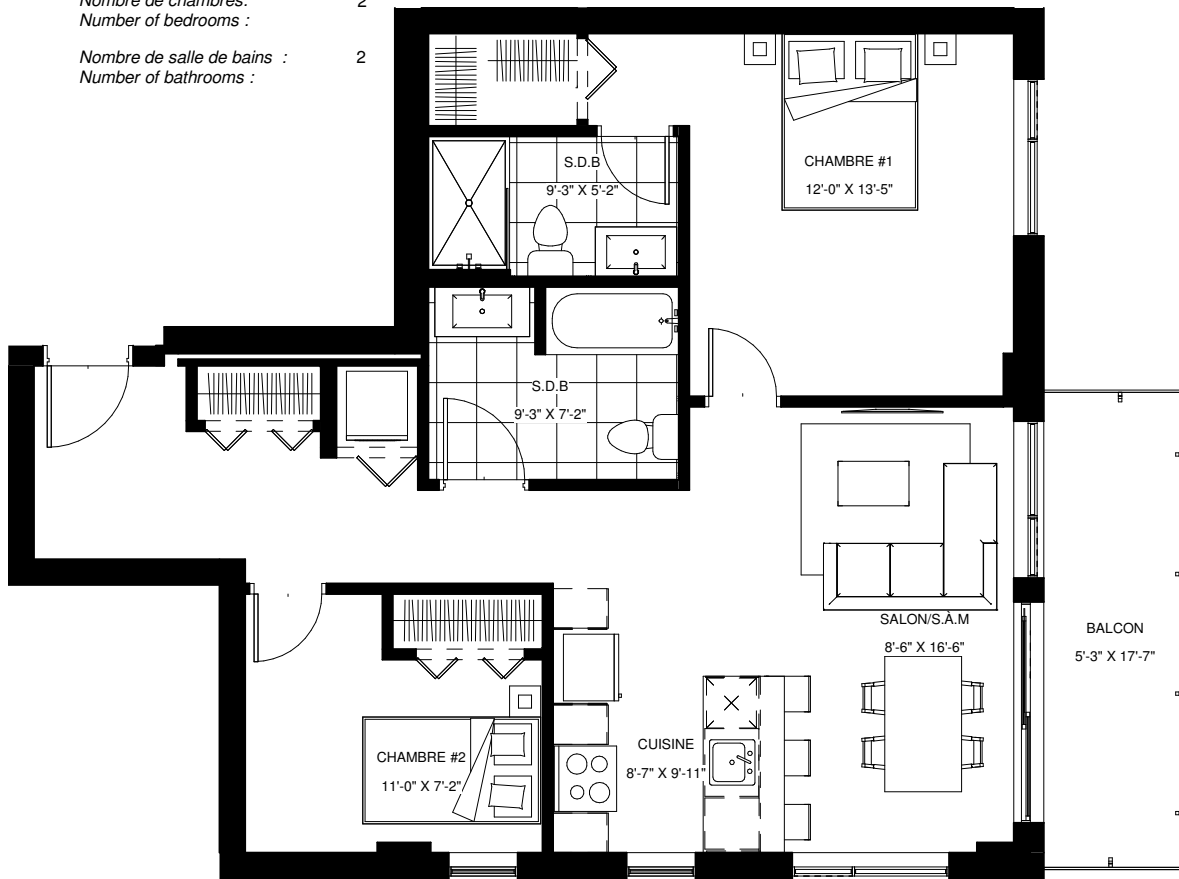 Nombre de chambres: 2
Number of bedrooms :
Nombre de salle de bains : 2
Number of bathrooms :
CHAMBRE #1
12'-0" X 13'-5"
S.D.B
9'-3" X 5'-2"
S.D.B
9'-3" X 7'-2"
SALON/S.À.M
8'-6" X 16'-6"
BALCON
5'-3" X 17'-7"
CUISINE
8'-7" X 9'-11"
CHAMBRE #2
11'-0" X 7'-2"